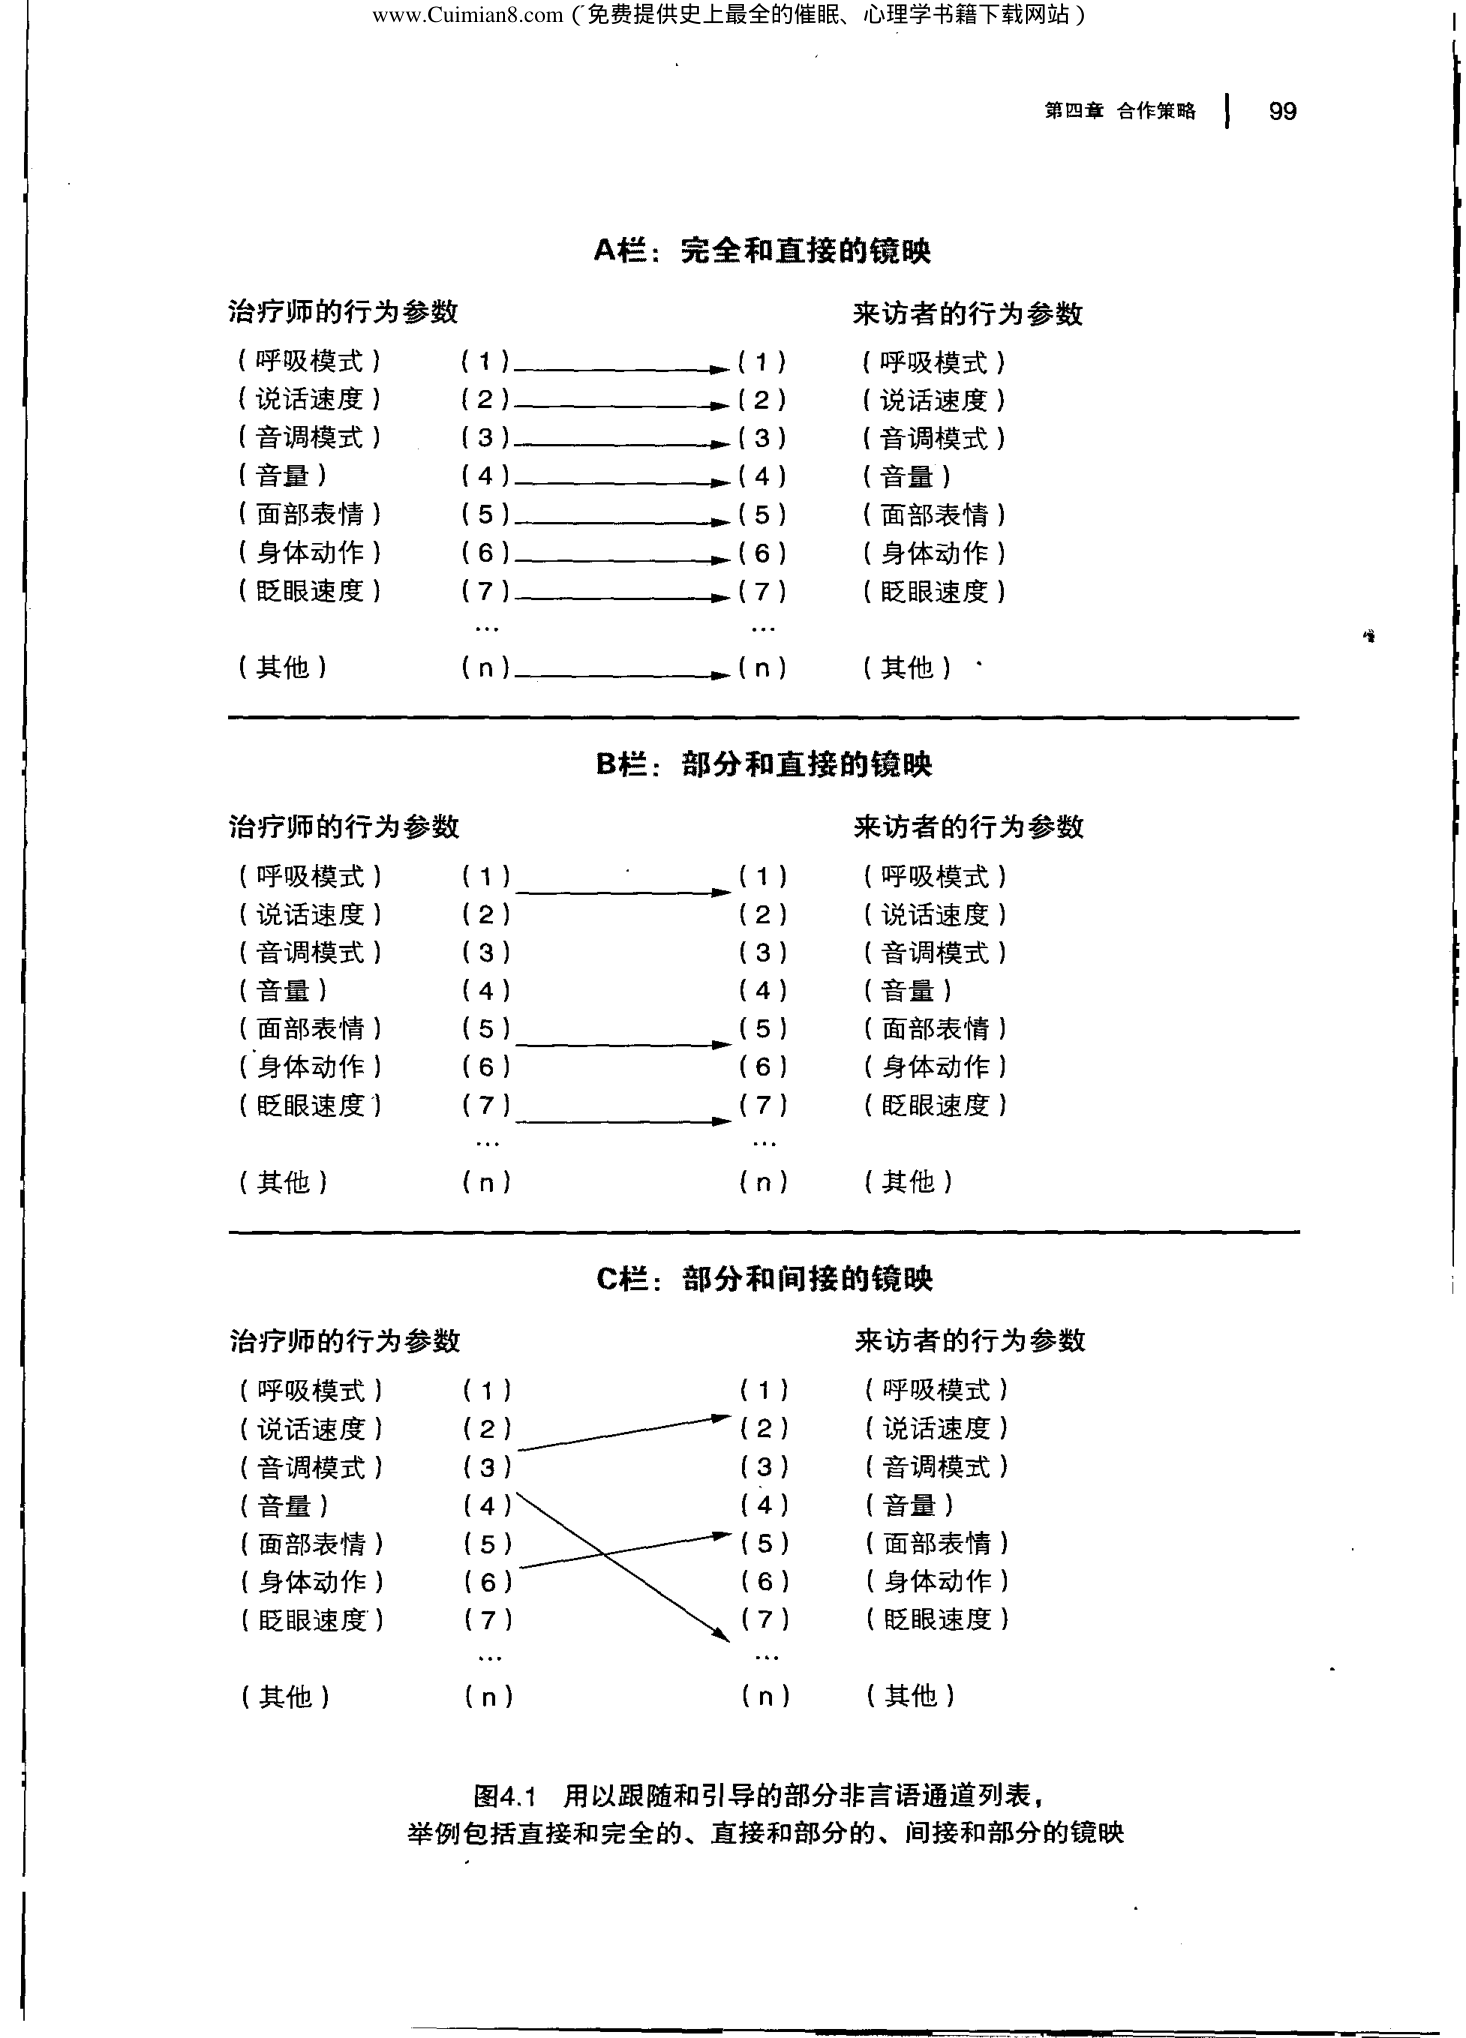 www.Cuimian8.com（免费提供史上最全的催眠、心理学书籍下载网站）
第四章 合作策略 99
A栏：完全和直接的镜映
治疗师的行为参数 来访者的行为参数
（呼吸模式） （1） （1） （呼吸模式）
（说话速度） （2） （2） （说话速度）
（音调模式） （3） （3） （音调模式）
（音量） （4） （4） （音量）
（面部表情） （5） （5） （面部表情）
（身体动作） （6） （6） （身体动作）
（眨眼速度） （7） （7） （眨眼速度）
… …
（其他） （n） （n） （其他）
B栏：部分和直接的镜映
治疗师的行为参数 来访者的行为参数
（呼吸模式） （1） （1） （呼吸模式）
（说话速度） （2） （2） （说话速度）
（音调模式） （3） （3） （音调模式）
（音量） （4） （4） （音量）
（面部表情） （5） （5） （面部表情）
（身体动作） （6） （6） （身体动作）
（眨眼速度） （7） （7） （眨眼速度）
… …
（其他） （n） （n） （其他）
C栏：部分和间接的镜映
治疗师的行为参数 来访者的行为参数
（呼吸模式） （1） （1） （呼吸模式）
（说话速度） （2） （2） （说话速度）
（音调模式） （3） （3） （音调模式）
（音量） （4） （4） （音量）
（面部表情） （5） （5） （面部表情）
（身体动作） （6） （6） （身体动作）
（眨眼速度） （7） （7） （眨眼速度）
… …
（其他） （n） （n） （其他）
图4.1 用以跟随和引导的部分非言语通道列表，
举例包括直接和完全的、直接和部分的、间接和部分的镜映